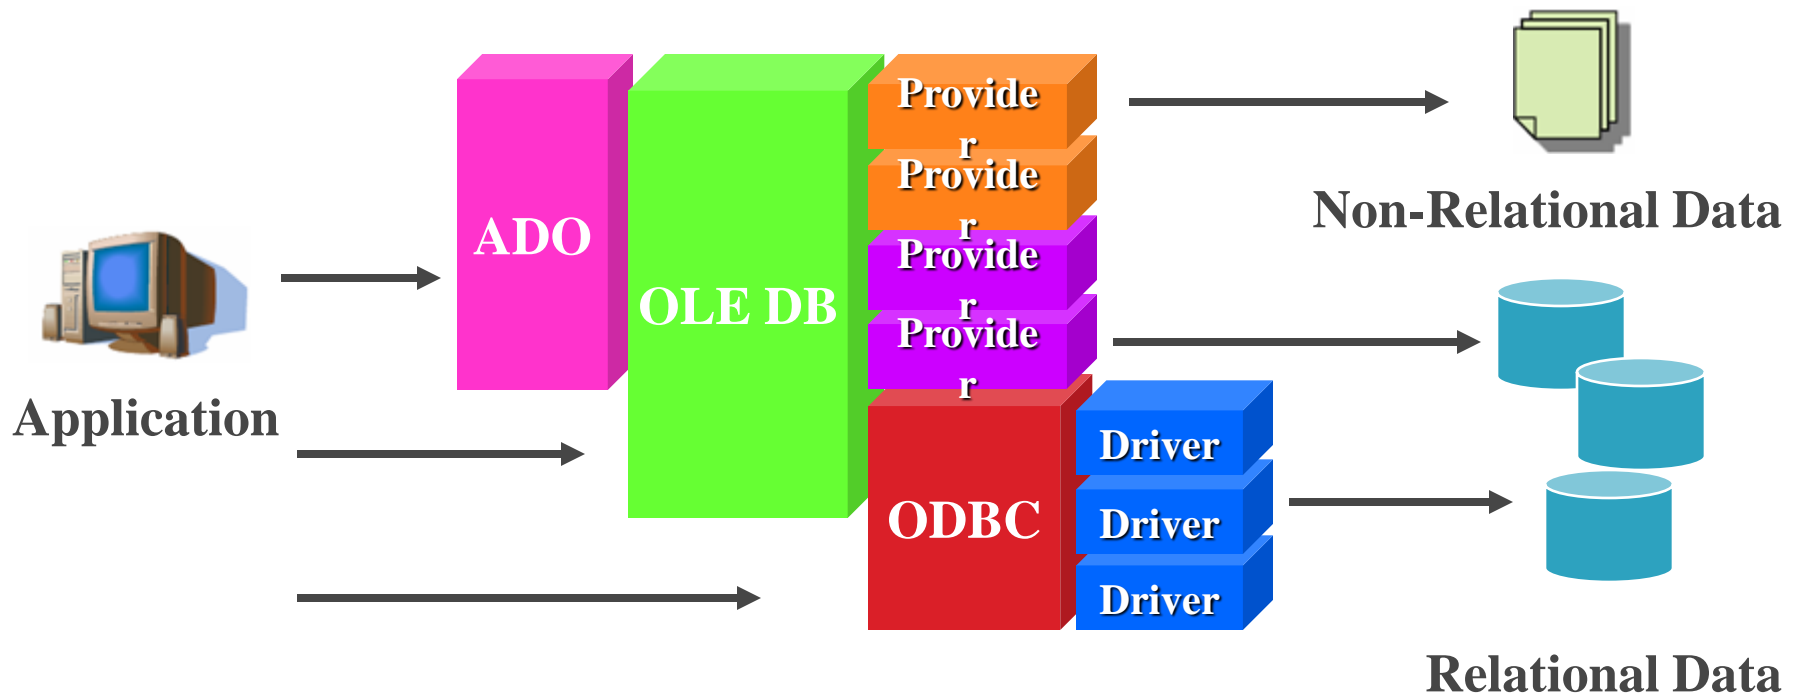 Provide
r
Provide
r
Provide
r
Provide
r
ADO
OLE DB
Non-Relational Data
Application
ODBC
Driver
Driver
Driver
Relational Data